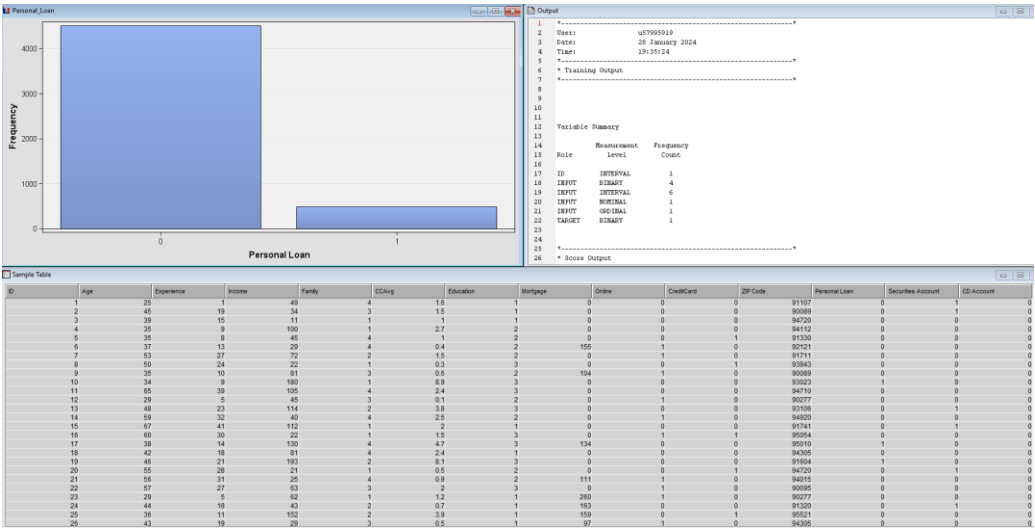 Personal_Loan
Frequency
4000
3000
2000
1000
0
0 1
Personal Loan
Output
1 *------------------------------------------------------------*
2 User: u57995919
3 Date: 28 January 2024
4 Time: 19:35:24
5 *------------------------------------------------------------*
6 * Training Output
7 *------------------------------------------------------------*
8
9
10
11
12 Variable Summary
13
14 Measurement Frequency
15 Role Level Count
16
17 ID INTERVAL 1
18 INPUT BINARY 4
19 INPUT INTERVAL 6
20 INPUT NOMINAL 1
21 INPUT ORDINAL 1
22 TARGET BINARY 1
23
24
25 *------------------------------------------------------------*
26 * Score Output
Sample Table
ID Age Experience Income Family CCAvg Education Mortgage Online CreditCard ZIP Code Personal Loan Securities Account CD Account
1 25 1 49 4 1.6 1 0 0 0 91107 0 1 0
2 45 19 34 3 1.5 1 0 0 0 90089 0 1 0
3 39 15 11 1 1 1 0 0 0 94720 0 0 0
4 35 9 100 1 2.7 2 0 0 0 94112 0 0 0
5 35 8 45 4 1 2 0 0 1 91330 0 0 0
6 37 13 29 4 0.4 2 155 1 0 92121 0 0 0
7 53 27 72 2 1.5 2 0 1 0 91711 0 0 0
8 50 24 22 1 0.3 3 0 0 1 93943 0 0 0
9 35 10 81 3 0.6 2 104 1 0 90089 0 0 0
10 34 9 180 1 8.9 3 0 0 0 93023 1 0 0
11 65 39 105 4 2.4 3 0 0 0 94710 0 0 0
12 29 5 45 3 0.1 2 0 1 0 90277 0 0 0
13 48 23 114 2 3.8 3 0 0 0 93106 0 1 0
14 59 32 40 4 2.5 2 0 1 0 94920 0 0 0
15 67 41 112 1 2 1 0 0 0 91741 0 1 0
16 60 30 22 1 1.5 3 0 1 1 95054 0 0 0
17 38 14 130 4 4.7 3 134 0 0 95010 1 0 0
18 42 18 81 4 2.4 1 0 0 0 94305 0 0 0
19 46 21 193 2 8.1 3 0 0 0 91604 1 0 0
20 55 28 21 1 0.5 2 0 0 1 94720 0 1 0
21 56 31 25 4 0.9 2 111 1 0 94015 0 0 0
22 57 27 63 3 2 3 0 1 0 90095 0 0 0
23 29 5 62 1 1.2 1 260 1 0 90277 0 0 0
24 44 18 43 2 0.7 1 163 0 0 91320 0 1 0
25 36 11 152 2 3.9 1 159 0 1 95521 0 0 0
26 43 19 29 3 0.5 1 97 1 0 94305 0 0 0